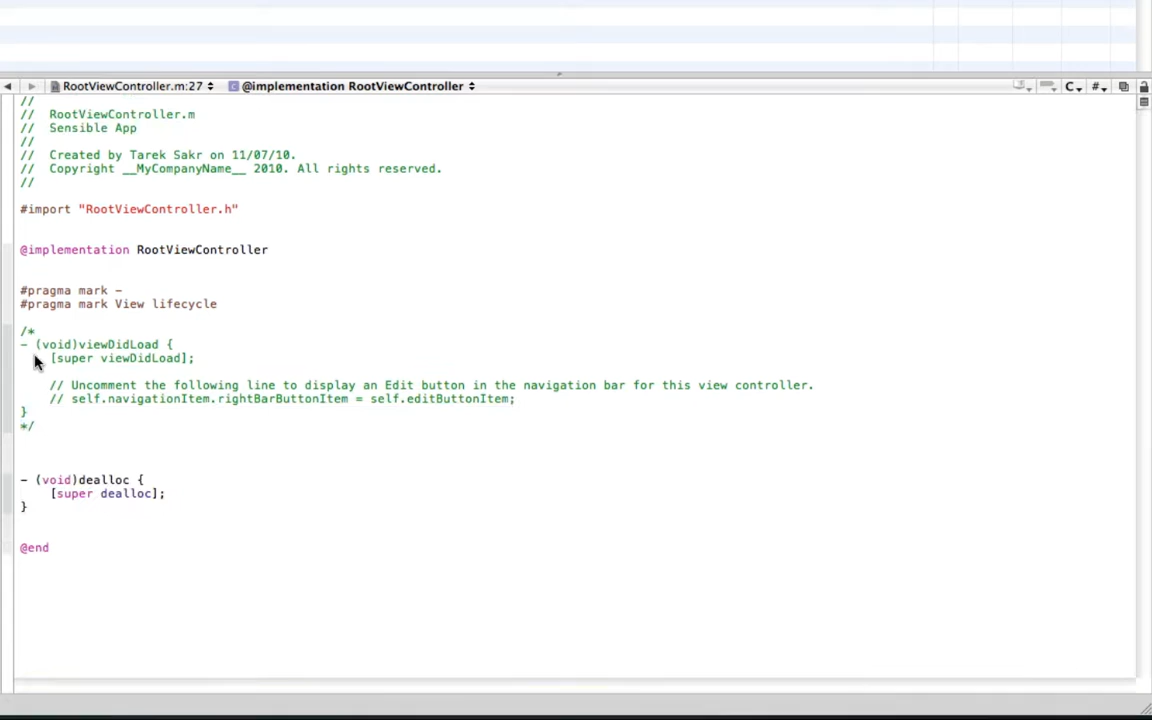 RootViewController.m:27 @implementation RootViewController C #
//
// RootViewController.m
// Sensible App
//
// Created by Tarek Sakr on 11/07/10.
// Copyright __MyCompanyName__ 2010. All rights reserved.
//
#import "RootViewController.h"
@implementation RootViewController
#pragma mark -
#pragma mark View lifecycle
/*
- (void)viewDidLoad {
[super viewDidLoad];
// Uncomment the following line to display an Edit button in the navigation bar for this view controller.
// self.navigationItem.rightBarButtonItem = self.editButtonItem;
}
*/
- (void)dealloc {
[super dealloc];
}
@end